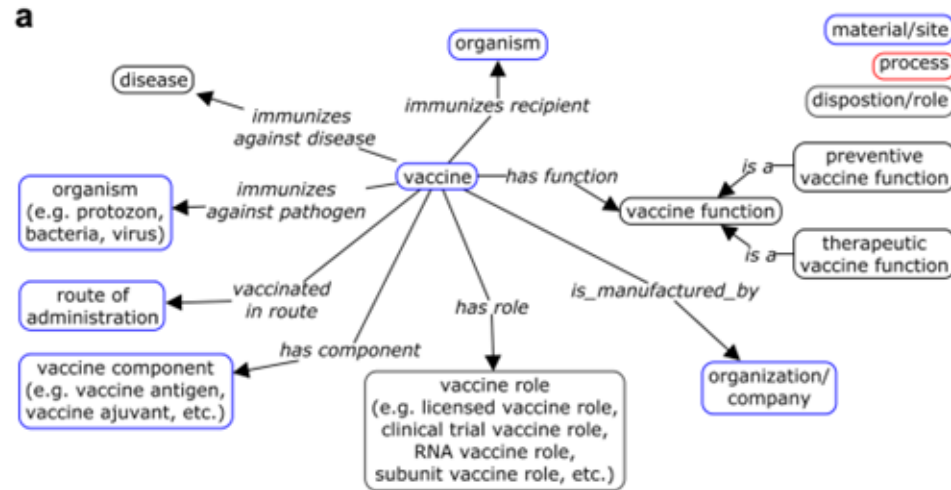 a
organism
material/site
process
dispostion/role
disease
immunizes
against disease
immunizes recipient
vaccine
has function
is a
preventive
vaccine function
vaccine function
is a
therapeutic
vaccine function
organism
(e.g. protozon,
bacteria, virus)
immunizes
against pathogen
route of
administration
vaccinated
in route
has role
is_manufactured_by
has component
vaccine component
(e.g. vaccine antigen,
vaccine ajuvant, etc.)
vaccine role
(e.g. licensed vaccine role,
clinical trial vaccine role,
RNA vaccine role,
subunit vaccine role, etc.)
organization/
company